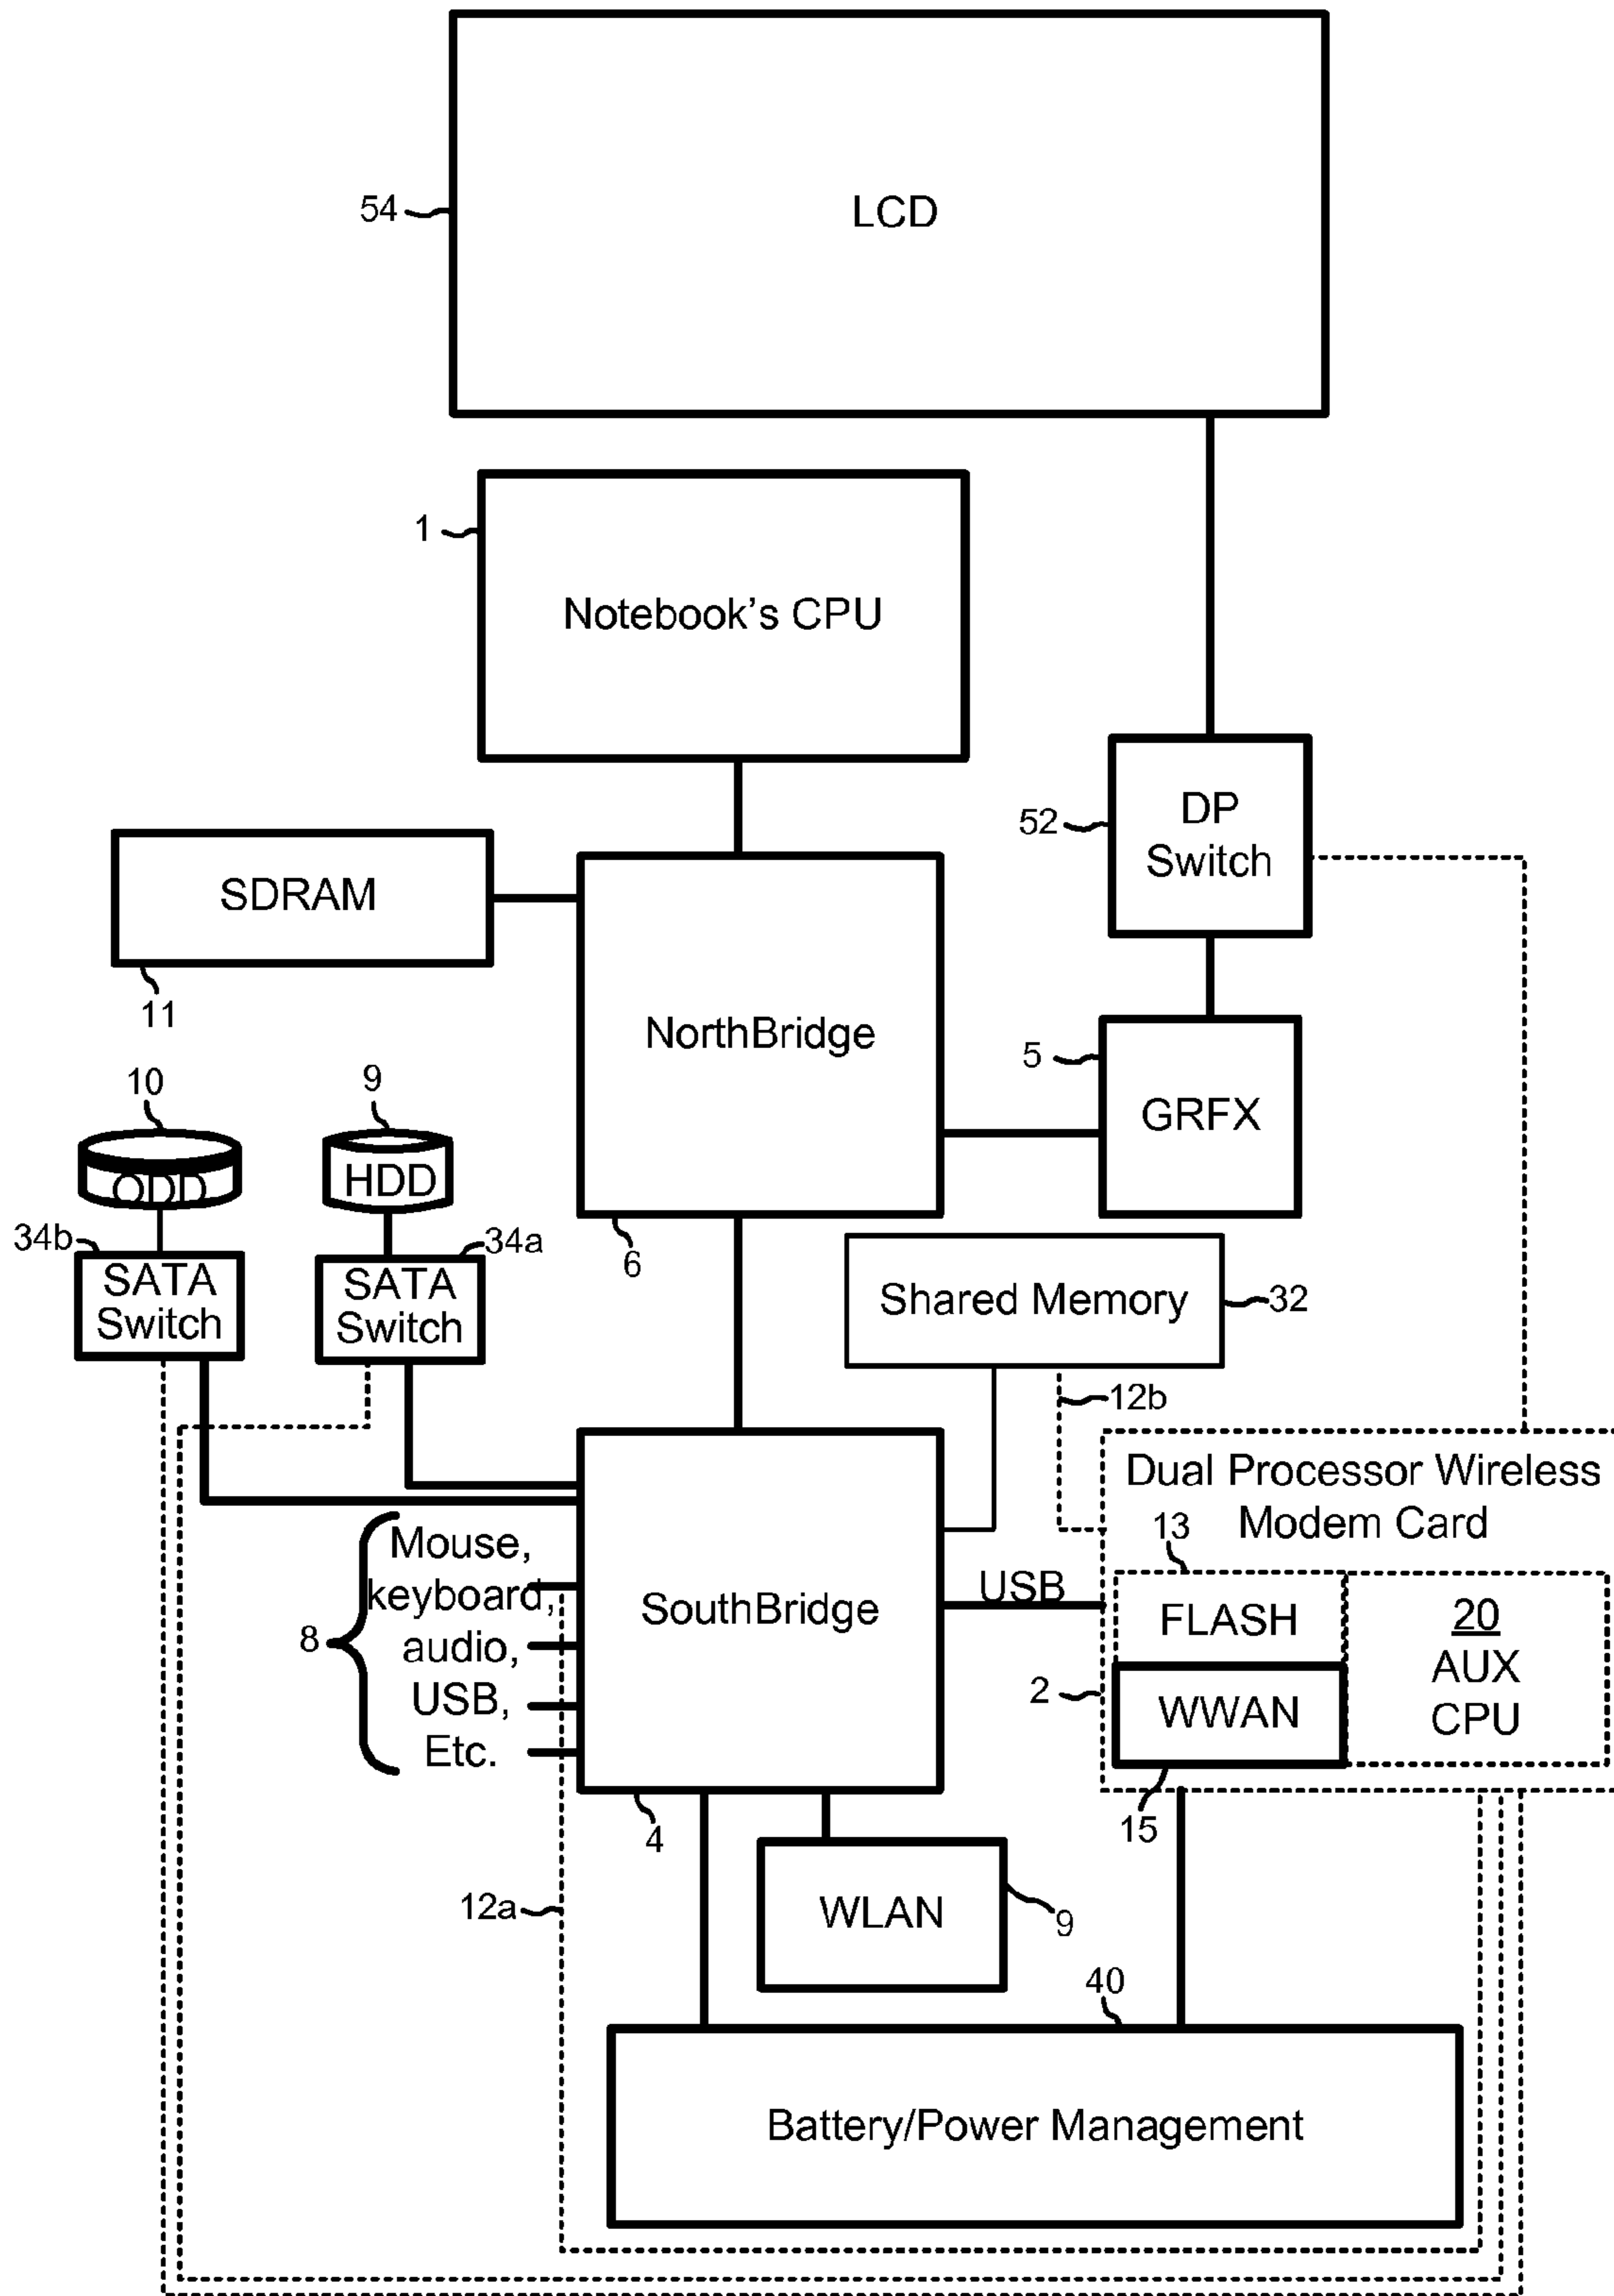 LCD
54
1
Notebook's CPU
52
DP
Switch
SDRAM
11
NorthBridge
6
5
GRFX
10
ODD
9
HDD
34b
SATA
Switch
34a
SATA
Switch
Shared Memory
32
12b
Dual Processor Wireless
Modem Card
13
FLASH
20
AUX
CPU
2
WWAN
15
8
Mouse,
keyboard,
audio,
USB,
Etc.
SouthBridge
4
USB
12a
WLAN
9
40
Battery/Power Management